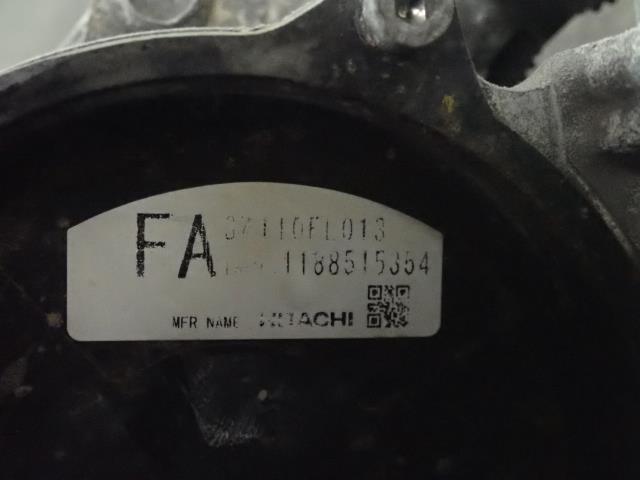 FA
37110FL013
1188515354
MFR NAME HITACHI